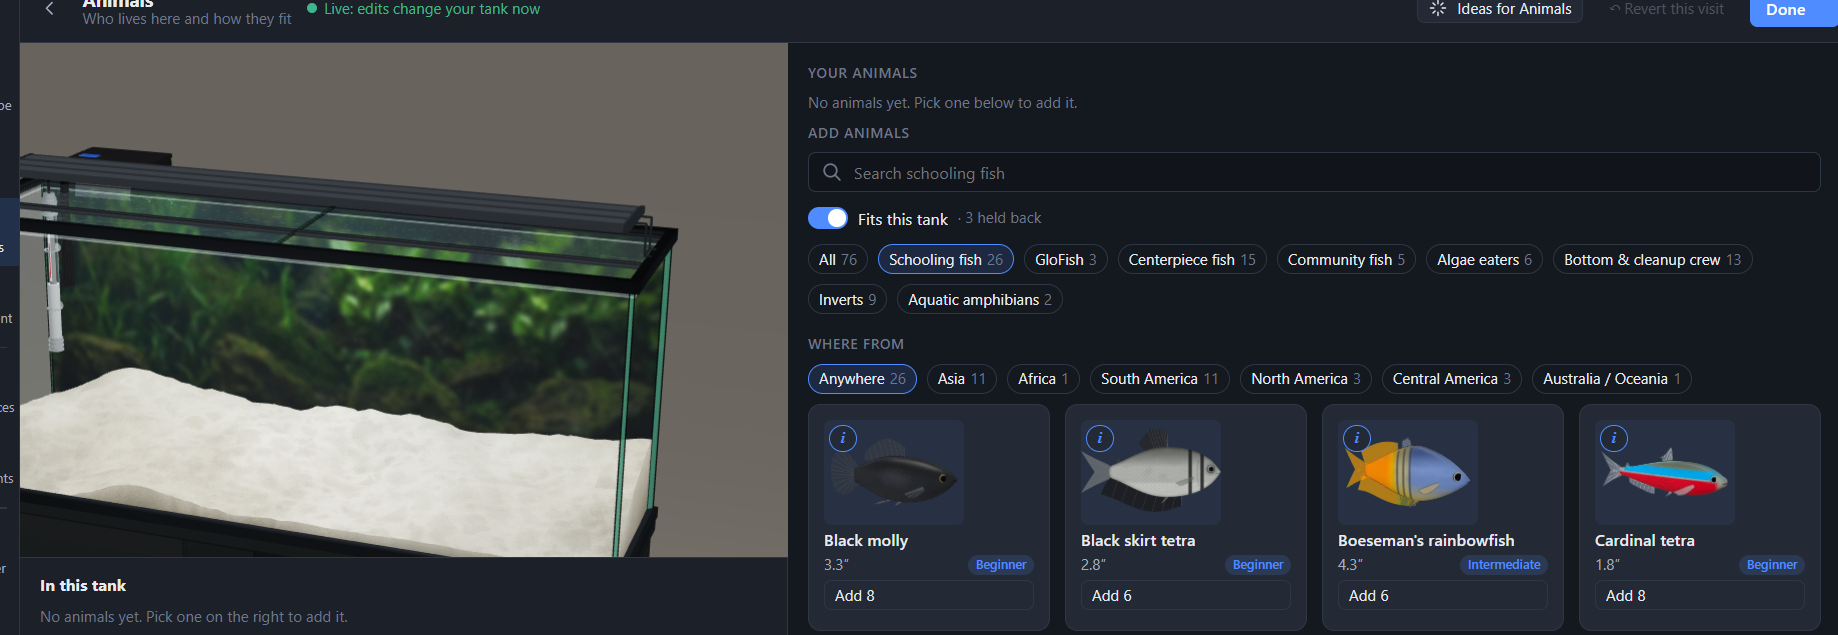 Animals
Who lives here and how they fit
Live: edits change your tank now
Ideas for Animals
Revert this visit
Done
YOUR ANIMALS
No animals yet. Pick one below to add it.
ADD ANIMALS
Search schooling fish
Fits this tank · 3 held back
All 76
Schooling fish 26
GloFish 3
Centerpiece fish 15
Community fish 5
Algae eaters 6
Bottom & cleanup crew 13
Inverts 9
Aquatic amphibians 2
WHERE FROM
Anywhere 26
Asia 11
Africa 1
South America 11
North America 3
Central America 3
Australia / Oceania 1
i
i
i
i
Black molly
3.3″
Beginner
Add 8
Black skirt tetra
2.8″
Beginner
Add 6
Boeseman's rainbowfish
4.3″
Intermediate
Add 6
Cardinal tetra
1.8″
Beginner
Add 8
In this tank
No animals yet. Pick one on the right to add it.